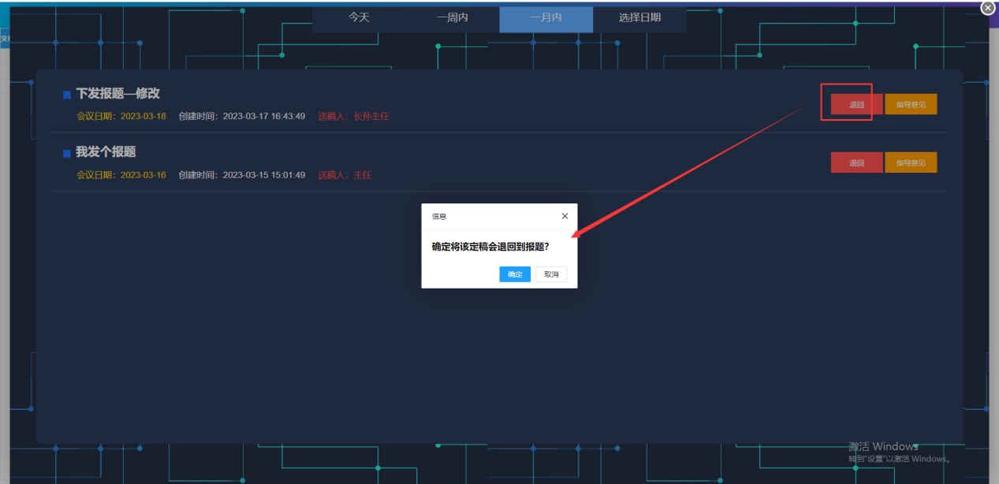 今天 一周内 一月内 选择日期
下发报题—修改
会议日期：2023-03-18 创建时间：2023-03-17 16:43:49 送稿人：长孙主任
退回 指导意见
我发个报题
会议日期：2023-03-16 创建时间：2023-03-15 15:01:49 送稿人：主任
退回 指导意见
信息
确定将该定稿会退回到报题?
确定 取消
激活 Windows
转到"设置"以激活 Windows。